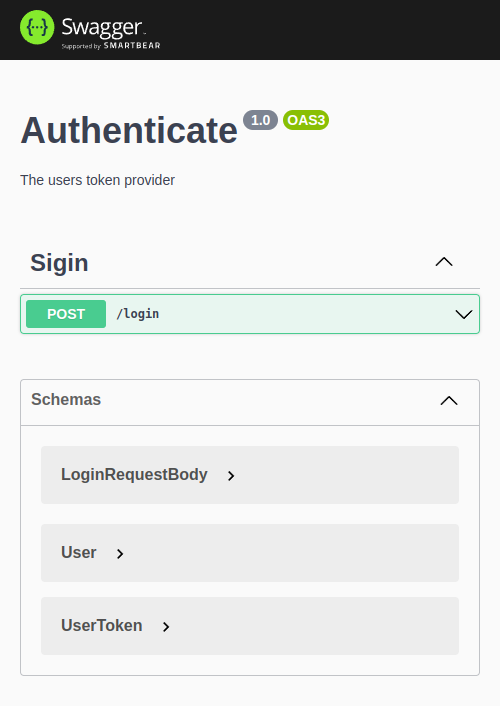 {...} Swagger
Supported by SMARTBEAR
Authenticate 1.0 OAS3
The users token provider
Sigin
POST /login
Schemas
LoginRequestBody
User
UserToken